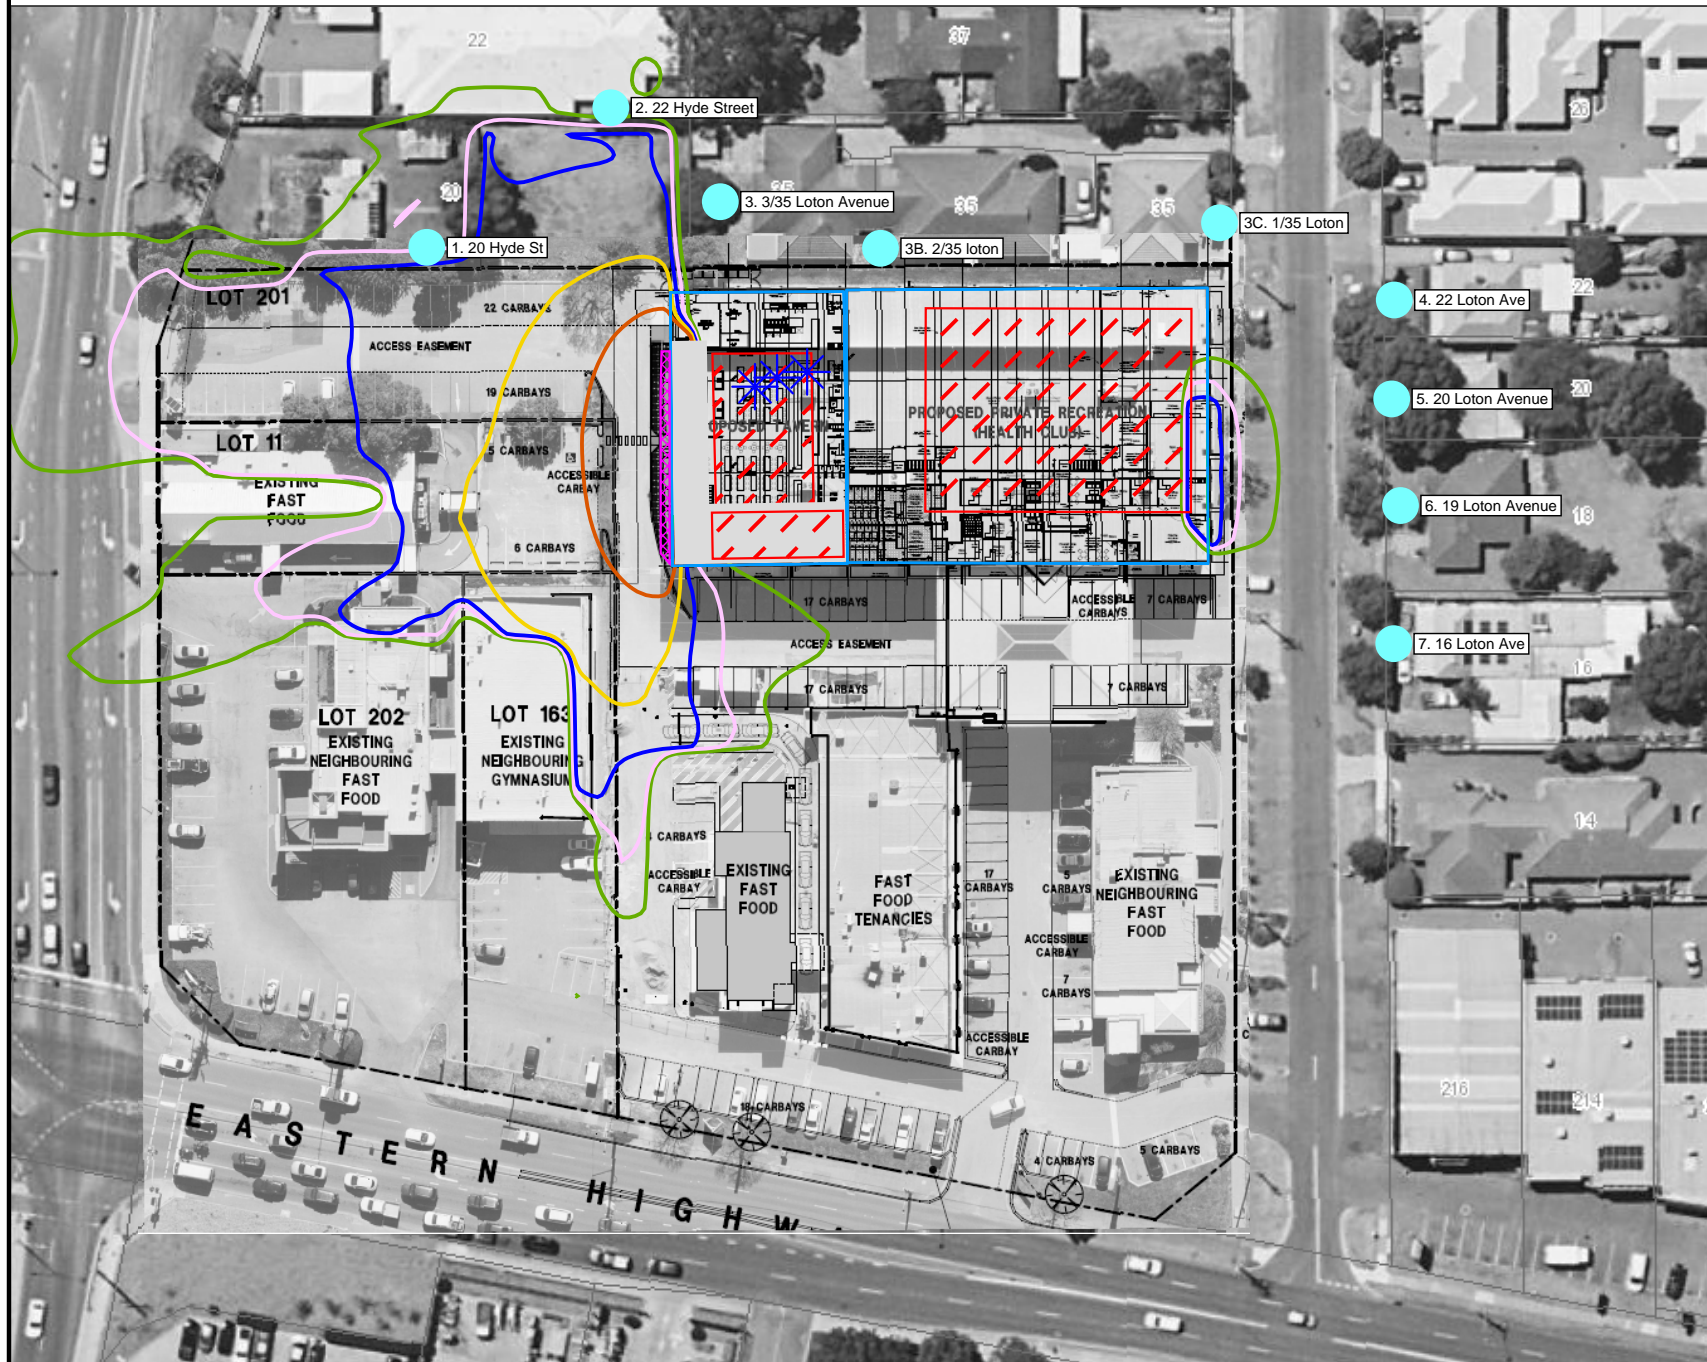 22
37
2. 22 Hyde Street
26
20
35
3. 3/35 Loton Avenue
35
35
3C. 1/35 Loton
1. 20 Hyde St
3B. 2/35 loton
LOT 201
22 CARBAYS
4. 22 Loton Ave
22
ACCESS EASEMENT
19 CARBAYS
5. 20 Loton Avenue
20
PROPOSED PRIVATE RECREATION
(HEALTH CLUB)
OPOSED TAVERN
LOT 11
5 CARBAYS
ACCESSIBLE
CARBAY
EXISTING
FAST
FOOD
6. 19 Loton Avenue
18
6 CARBAYS
17 CARBAYS
ACCESSIBLE
CARBAYS
7 CARBAYS
ACCESS EASEMENT
7. 16 Loton Ave
16
17 CARBAYS
7 CARBAYS
LOT 202
EXISTING
NEIGHBOURING
FAST
FOOD
LOT 163
EXISTING
NEIGHBOURING
GYMNASIUM
CARBAYS
ACCESSIBLE
CARBAY
EXISTING
FAST
FOOD
FAST
FOOD
TENANCIES
17
CARBAYS
5
CARBAYS
EXISTING
NEIGHBOURING
FAST
FOOD
14
ACCESSIBLE
CARBAY
7
CARBAYS
ACCESSIBLE
CARBAY
216
214
18 CARBAYS
4 CARBAYS
5 CARBAYS
EASTERN HIGHW